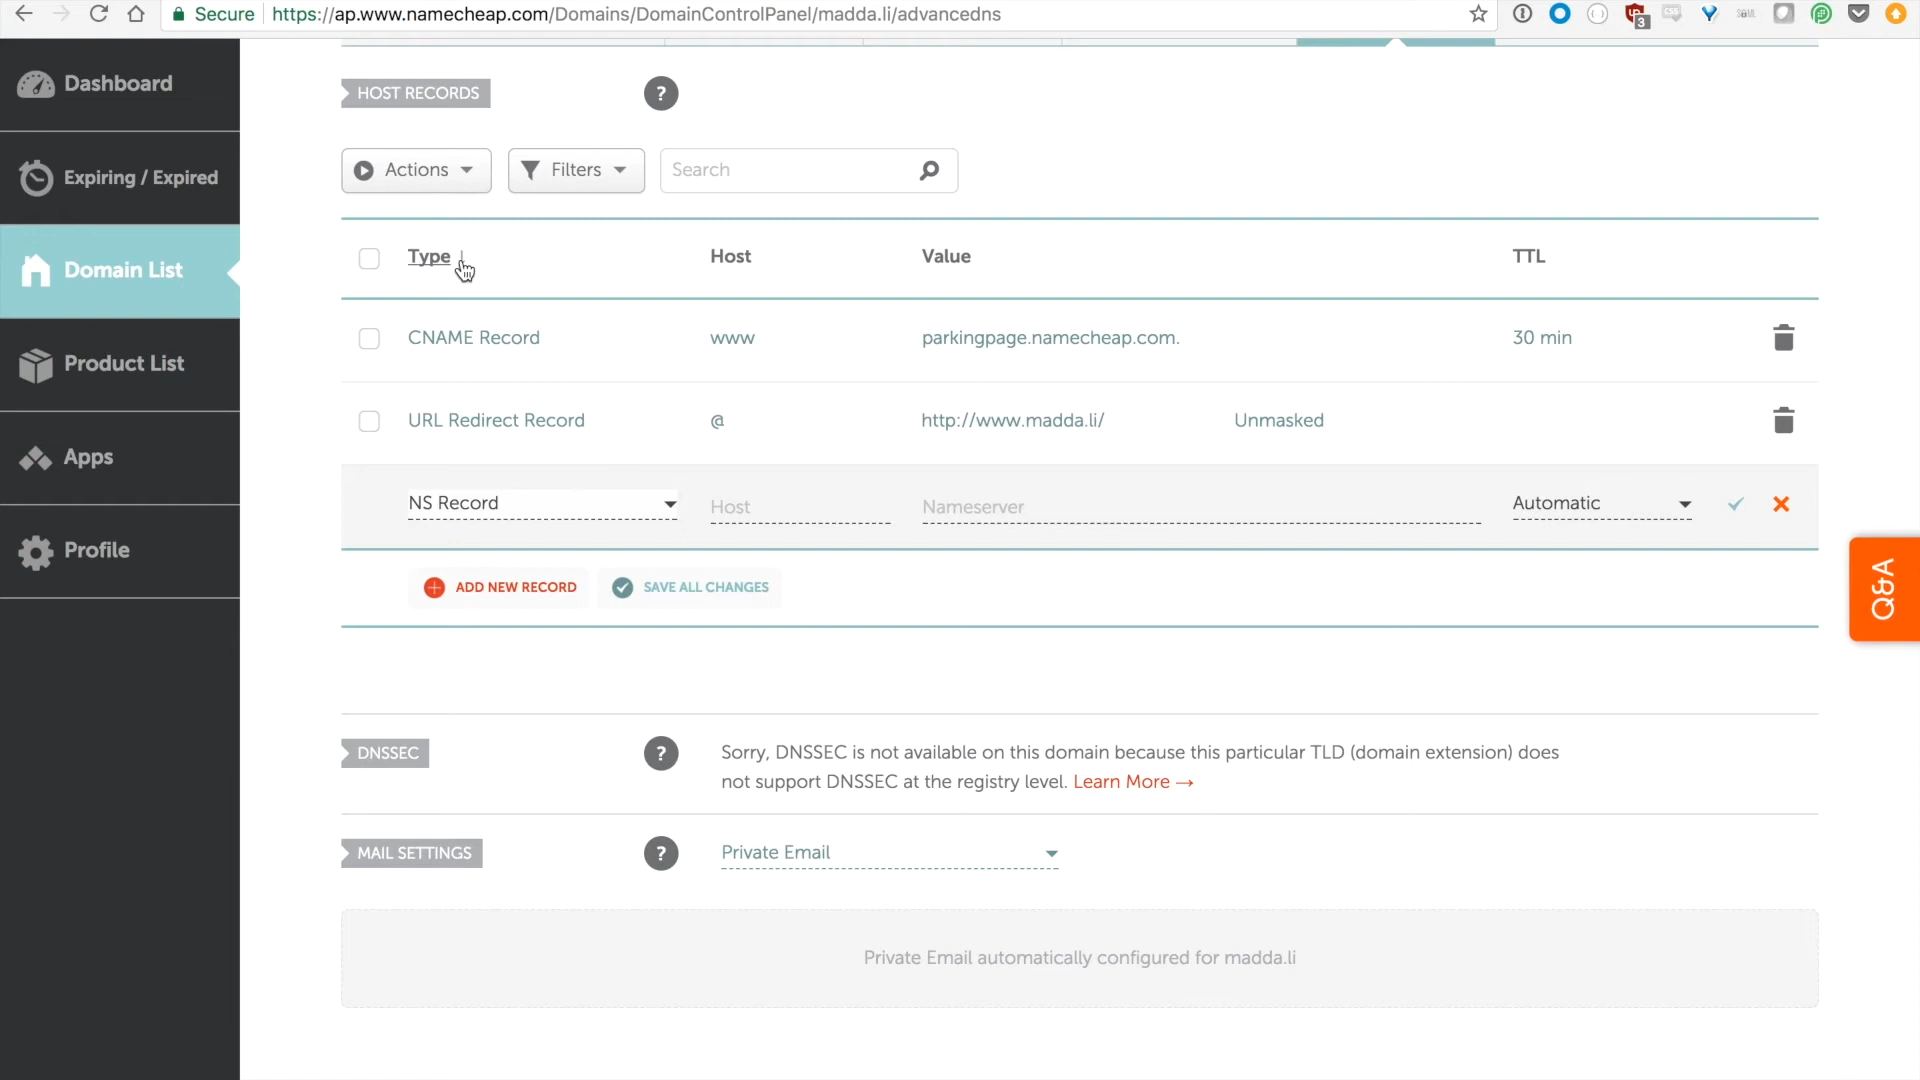 Secure https://ap.www.namecheap.com/Domains/DomainControlPanel/madda.li/advancedns
3
Dashboard
Expiring / Expired
Domain List
Product List
Apps
Profile
HOST RECORDS ?
Actions Filters Search
Type Host Value TTL
CNAME Record www parkingpage.namecheap.com. 30 min
URL Redirect Record @ http://www.madda.li/ Unmasked
NS Record Host Nameserver Automatic
ADD NEW RECORD SAVE ALL CHANGES
Q&A
DNSSEC ? Sorry, DNSSEC is not available on this domain because this particular TLD (domain extension) does
not support DNSSEC at the registry level. Learn More →
MAIL SETTINGS ? Private Email
Private Email automatically configured for madda.li